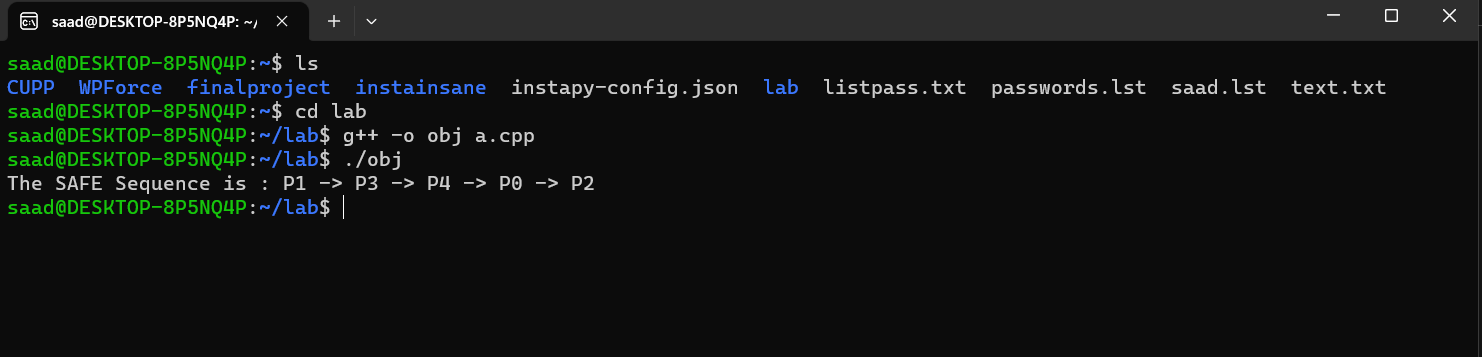 saad@DESKTOP-8P5NQ4P: ~/
saad@DESKTOP-8P5NQ4P:~$ ls
CUPP  WPForce  finalproject  instainsane  instapy-config.json  lab  listpass.txt  passwords.lst  saad.lst  text.txt
saad@DESKTOP-8P5NQ4P:~$ cd lab
saad@DESKTOP-8P5NQ4P:~/lab$ g++ -o obj a.cpp
saad@DESKTOP-8P5NQ4P:~/lab$ ./obj
The SAFE Sequence is : P1 -> P3 -> P4 -> P0 -> P2
saad@DESKTOP-8P5NQ4P:~/lab$